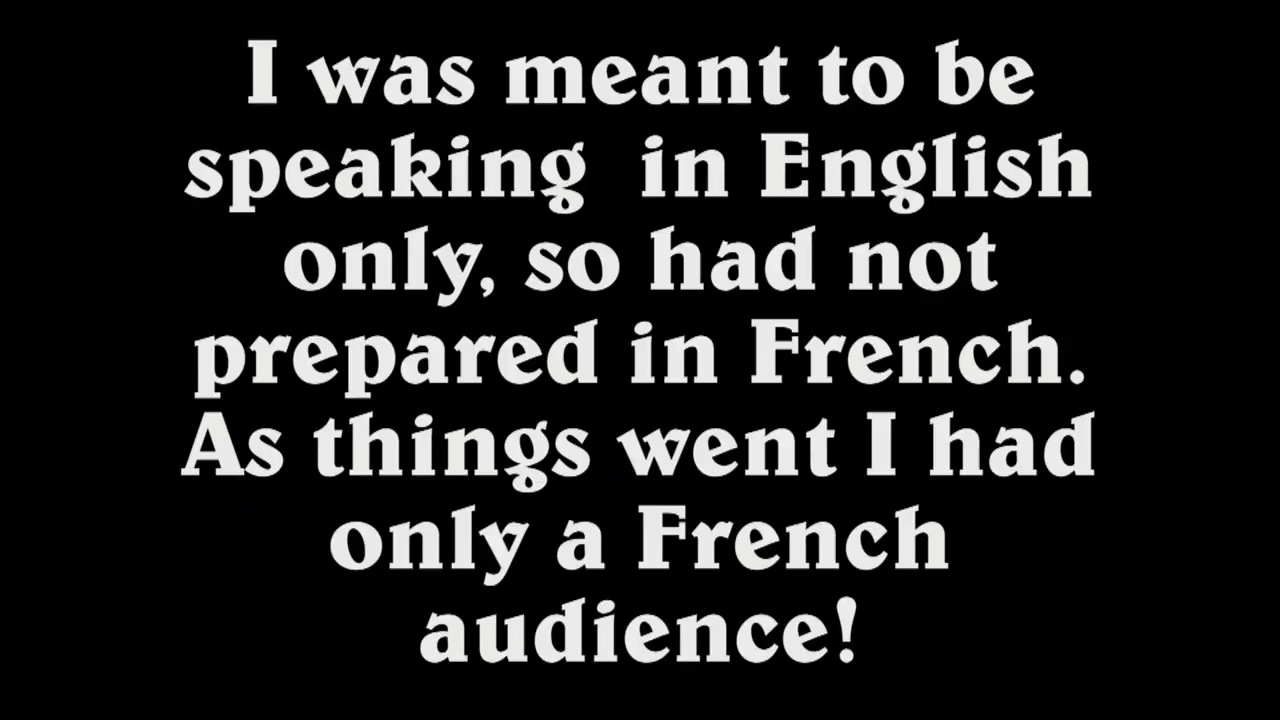 I was meant to be
speaking  in English
only, so had not
prepared in French.
As things went I had
only a French
audience!